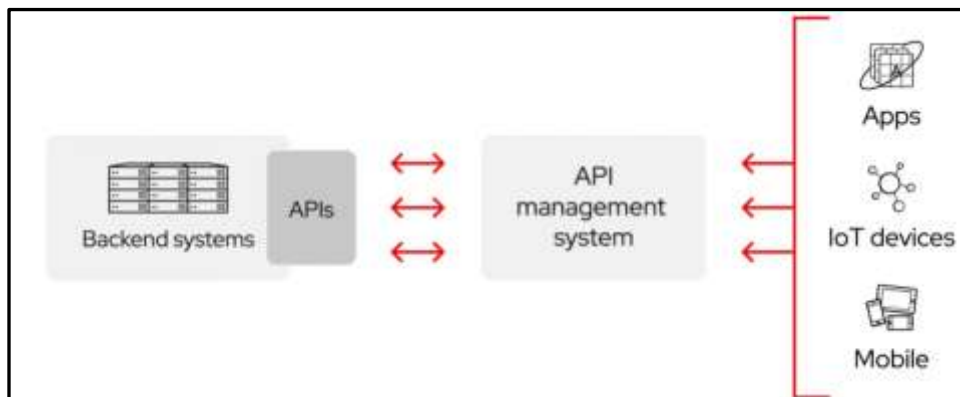 Backend systems
APIs
API
management
system
Apps
IoT devices
Mobile